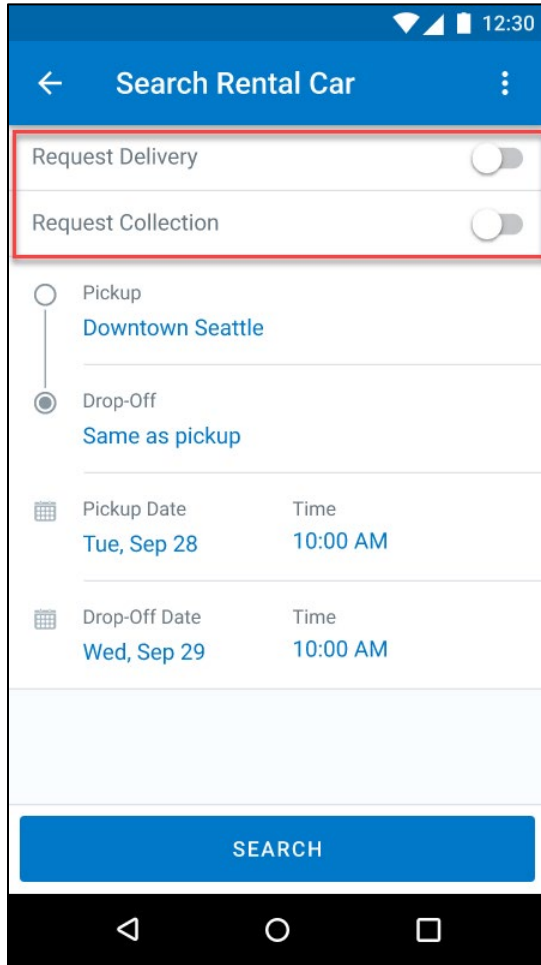 12:30
Search Rental Car
Request Delivery
Request Collection
Pickup
Downtown Seattle
Drop-Off
Same as pickup
Pickup Date Time
Tue, Sep 28 10:00 AM
Drop-Off Date Time
Wed, Sep 29 10:00 AM
SEARCH